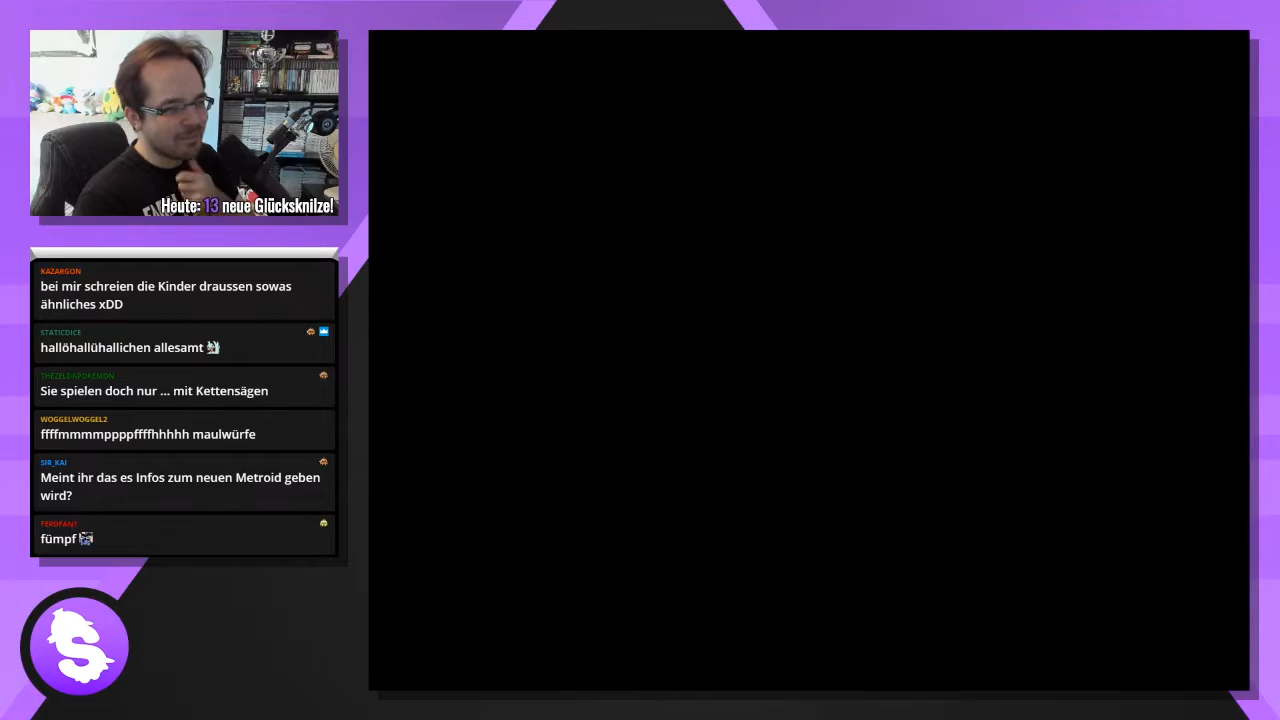 Heute: 13 neue Glücksknilze!
KAZARGON
bei mir schreien die Kinder draussen sowas
ähnliches xDD
STATICDICE
hallöhallühallichen allesamt
THEZELDAPOKEMON
Sie spielen doch nur ... mit Kettensägen
WOGGELWOGGEL2
ffffmmmmppppffffhhhhh maulwürfe
SIR_KAI
Meint ihr das es Infos zum neuen Metroid geben
wird?
FERDFAN1
fümpf
S